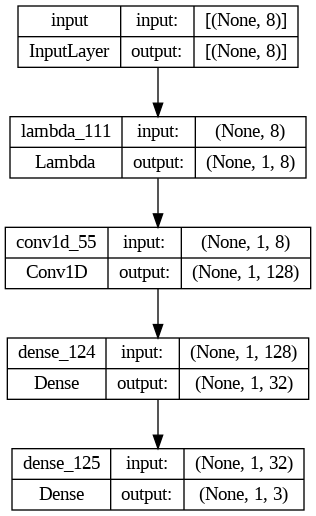 input input: [(None, 8)]
InputLayer output: [(None, 8)]
lambda_111 input: (None, 8)
Lambda output: (None, 1, 8)
conv1d_55 input: (None, 1, 8)
Conv1D output: (None, 1, 128)
dense_124 input: (None, 1, 128)
Dense output: (None, 1, 32)
dense_125 input: (None, 1, 32)
Dense output: (None, 1, 3)